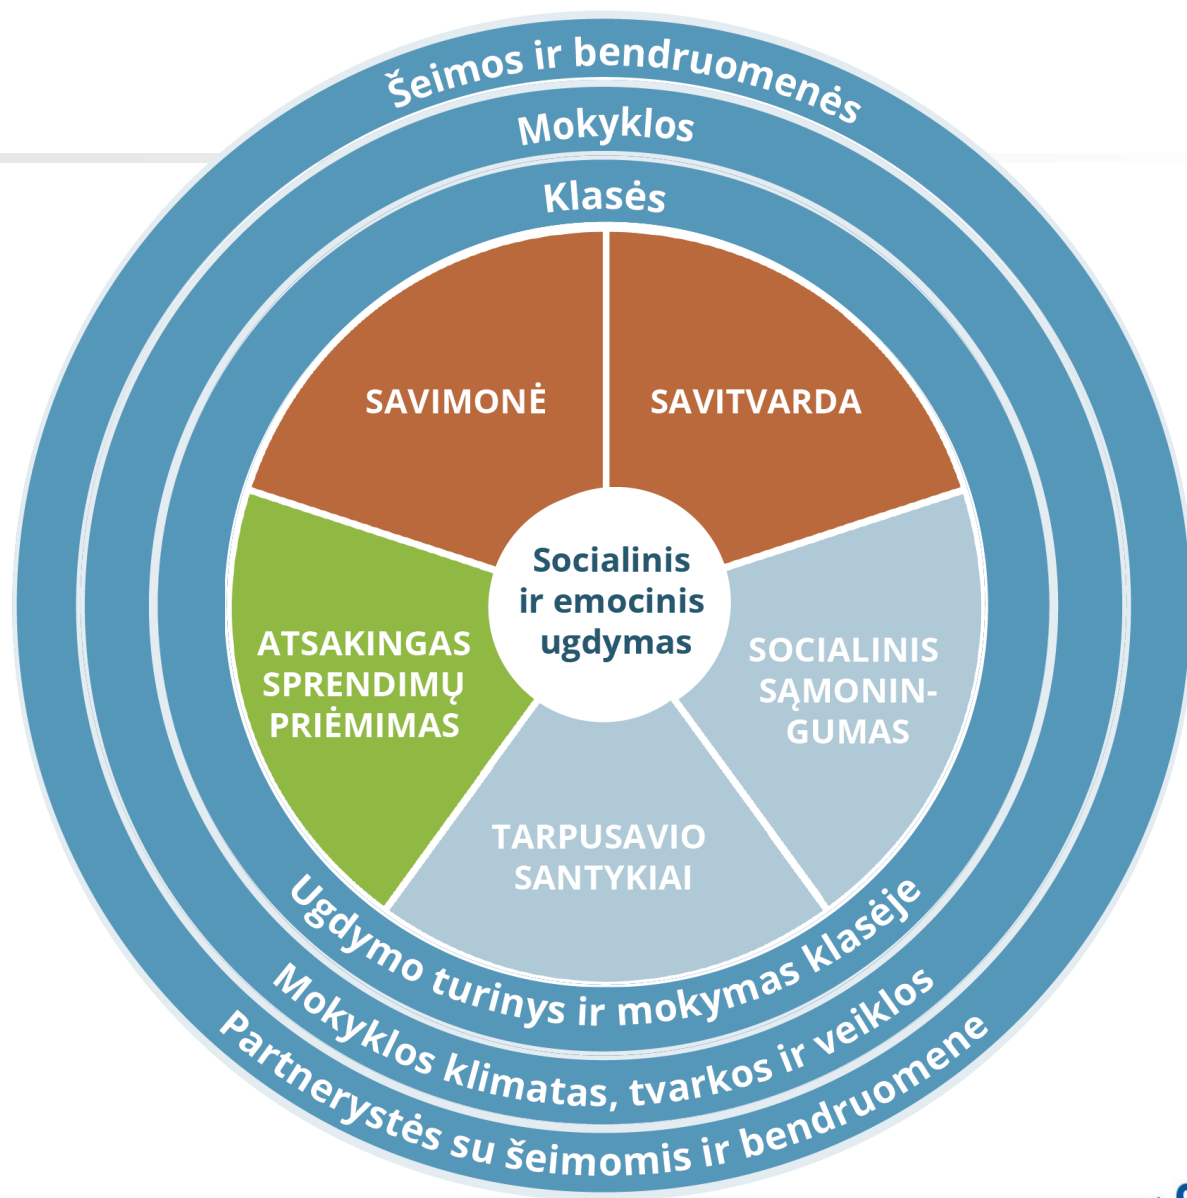 Šeimos ir bendruomenės
Mokyklos
Klasės
SAVIMONĖ
SAVITVARDA
Socialinis
ir emocinis
ugdymas
ATSAKINGAS
SPRENDIMŲ
PRIĖMIMAS
SOCIALINIS
SĄMONIN-
GUMAS
TARPUSAVIO
SANTYKIAI
Ugdymo turinys ir mokymas klasėje
Mokyklos klimatas, tvarkos ir veiklos
Partnerystės su šeimomis ir bendruomene